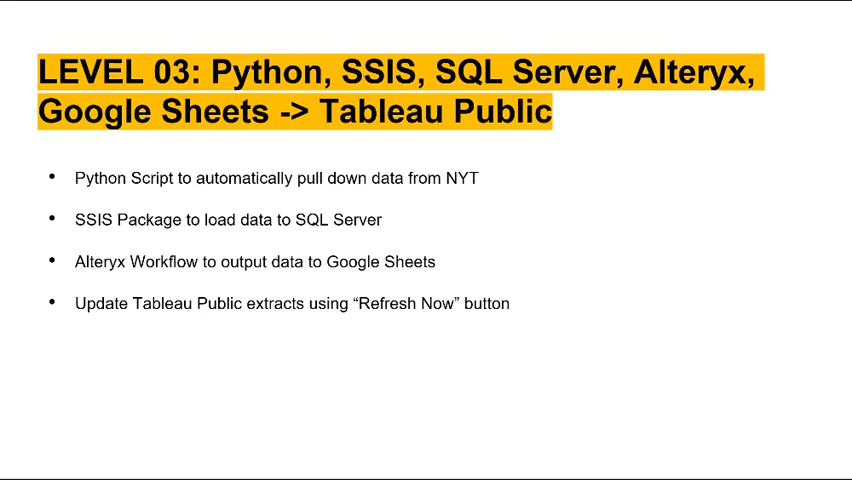 LEVEL 03: Python, SSIS, SQL Server, Alteryx,
Google Sheets -> Tableau Public
• Python Script to automatically pull down data from NYT
• SSIS Package to load data to SQL Server
• Alteryx Workflow to output data to Google Sheets
• Update Tableau Public extracts using “Refresh Now” button